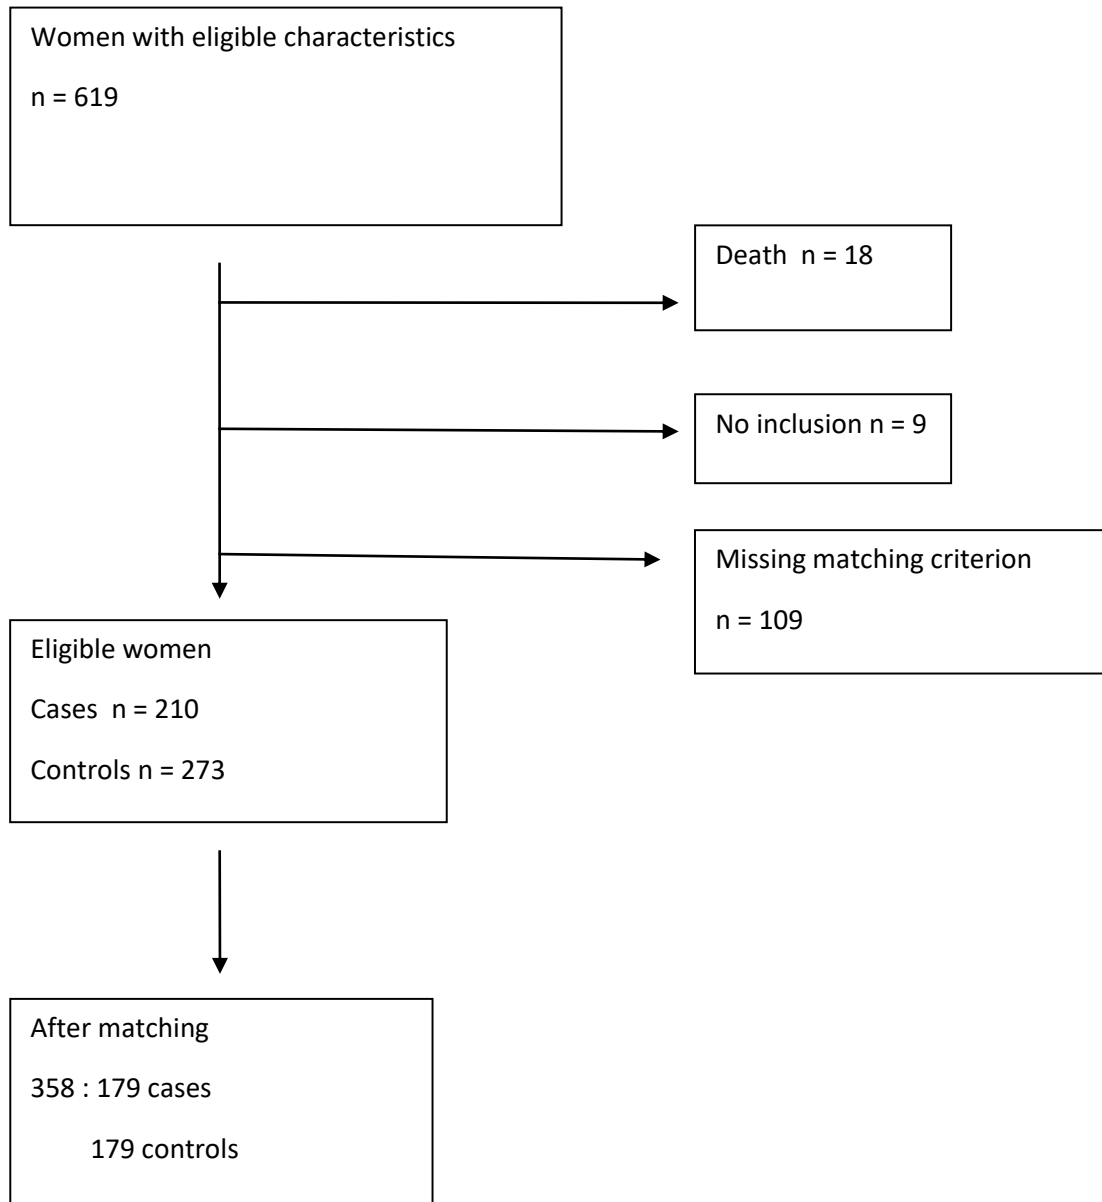 Women with eligible characteristics
n = 619
Death  n = 18
No inclusion n = 9
Missing matching criterion
n = 109
Eligible women
Cases  n = 210
Controls n = 273
After matching
358 : 179 cases
179 controls